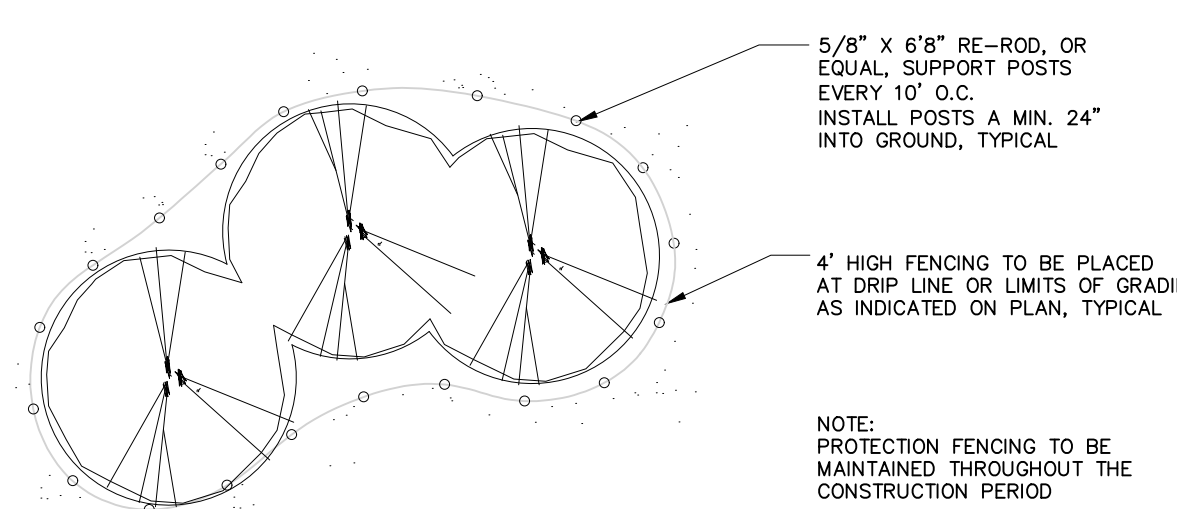 5/8" X 6'8" RE-ROD, OR
EQUAL, SUPPORT POSTS
EVERY 10' O.C.
INSTALL POSTS A MIN. 24"
INTO GROUND, TYPICAL
4' HIGH FENCING TO BE PLACED
AT DRIP LINE OR LIMITS OF
AS INDICATED ON PLAN, TYPICAL
NOTE:
PROTECTION FENCING TO BE
MAINTAINED THROUGHOUT THE
CONSTRUCTION PERIOD